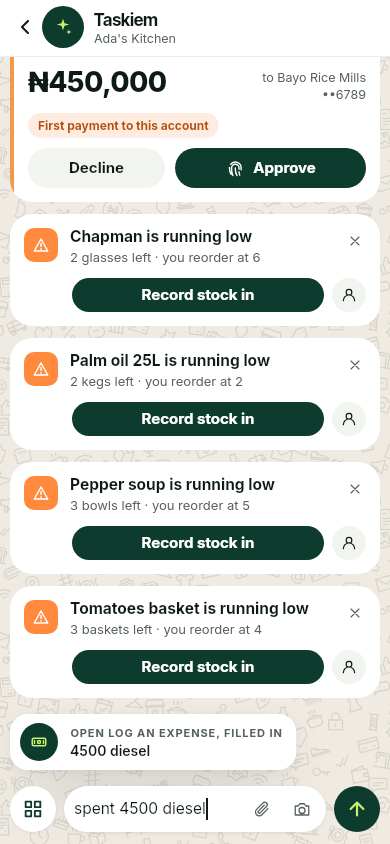 Taskiem
Ada's Kitchen
₦450,000
to Bayo Rice Mills
••6789
First payment to this account
Decline
Approve
Chapman is running low
2 glasses left · you reorder at 6
Record stock in
Palm oil 25L is running low
2 kegs left · you reorder at 2
Record stock in
Pepper soup is running low
3 bowls left · you reorder at 5
Record stock in
Tomatoes basket is running low
3 baskets left · you reorder at 4
Record stock in
OPEN LOG AN EXPENSE, FILLED IN
4500 diesel
spent 4500 diesel